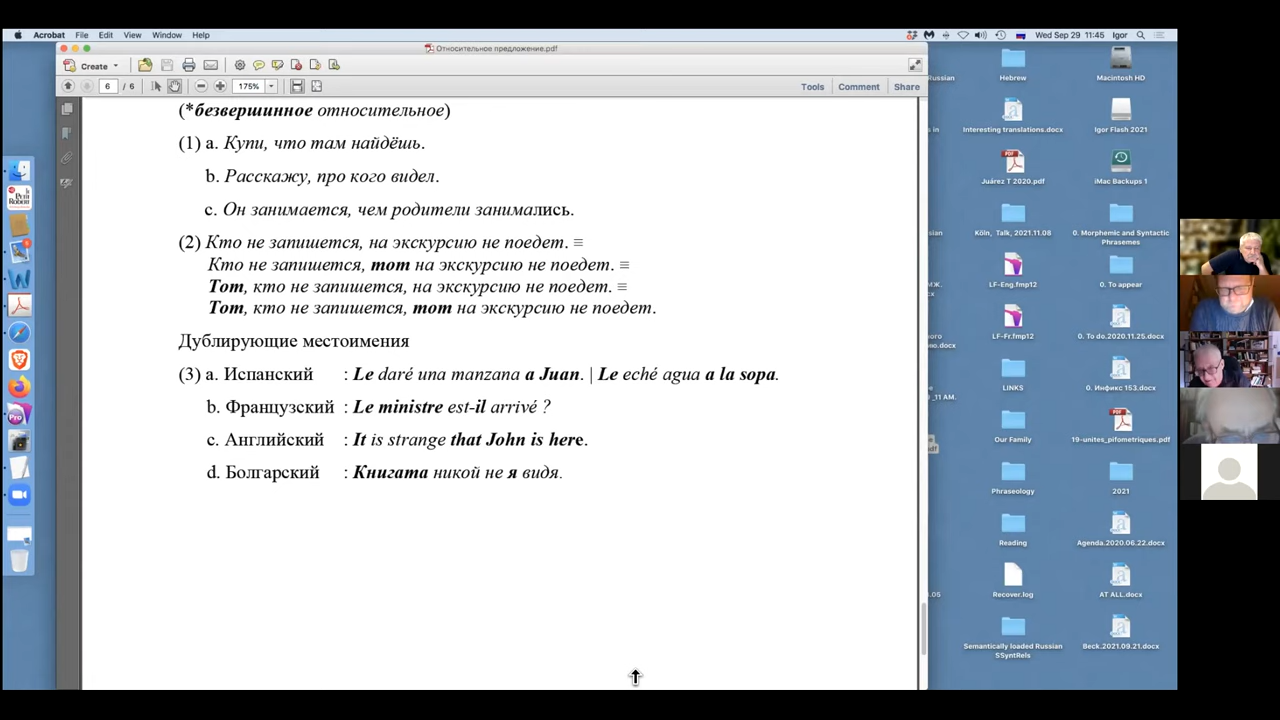 Acrobat File Edit View Window Help
Wed Sep 29 11:45 Igor
Относительное предложение.pdf
Create
6 / 6 175% Tools Comment Share
(*безвершинное относительное)
(1) a. Купи, что там найдёшь.
b. Расскажу, про кого видел.
c. Он занимается, чем родители занимались.
(2) Кто не запишется, на экскурсию не поедет. ≡
Кто не запишется, тот на экскурсию не поедет. ≡
Тот, кто не запишется, на экскурсию не поедет. ≡
Тот, кто не запишется, тот на экскурсию не поедет.
Дублирующие местоимения
(3) a. Испанский : Le daré una manzana a Juan. | Le eché agua a la sopa.
b. Французский : Le ministre est-il arrivé ?
c. Английский : It is strange that John is here.
d. Болгарский : Книгата никой не я видя.
Russian
Hebrew
Macintosh HD
s in
Interesting translations.docx
Igor Flash 2021
Juárez T 2020.pdf
iMac Backups 1
Köln, Talk, 2021.11.08
0. Morphemic and Syntactic
Phrasemes
МЖ.
LF-Eng.fmp12
0. To appear
LF-Fr.fmp12
0. To do.2020.11.25.docx
LINKS
0. Инфикс 153.docx
_11 AM.
Our Family
19-unites_pifometriques.pdf
Phraseology
2021
Reading
Agenda.2020.06.22.docx
Recover.log
AT ALL.docx
Semantically loaded Russian
SSyntRels
Beck.2021.09.21.docx